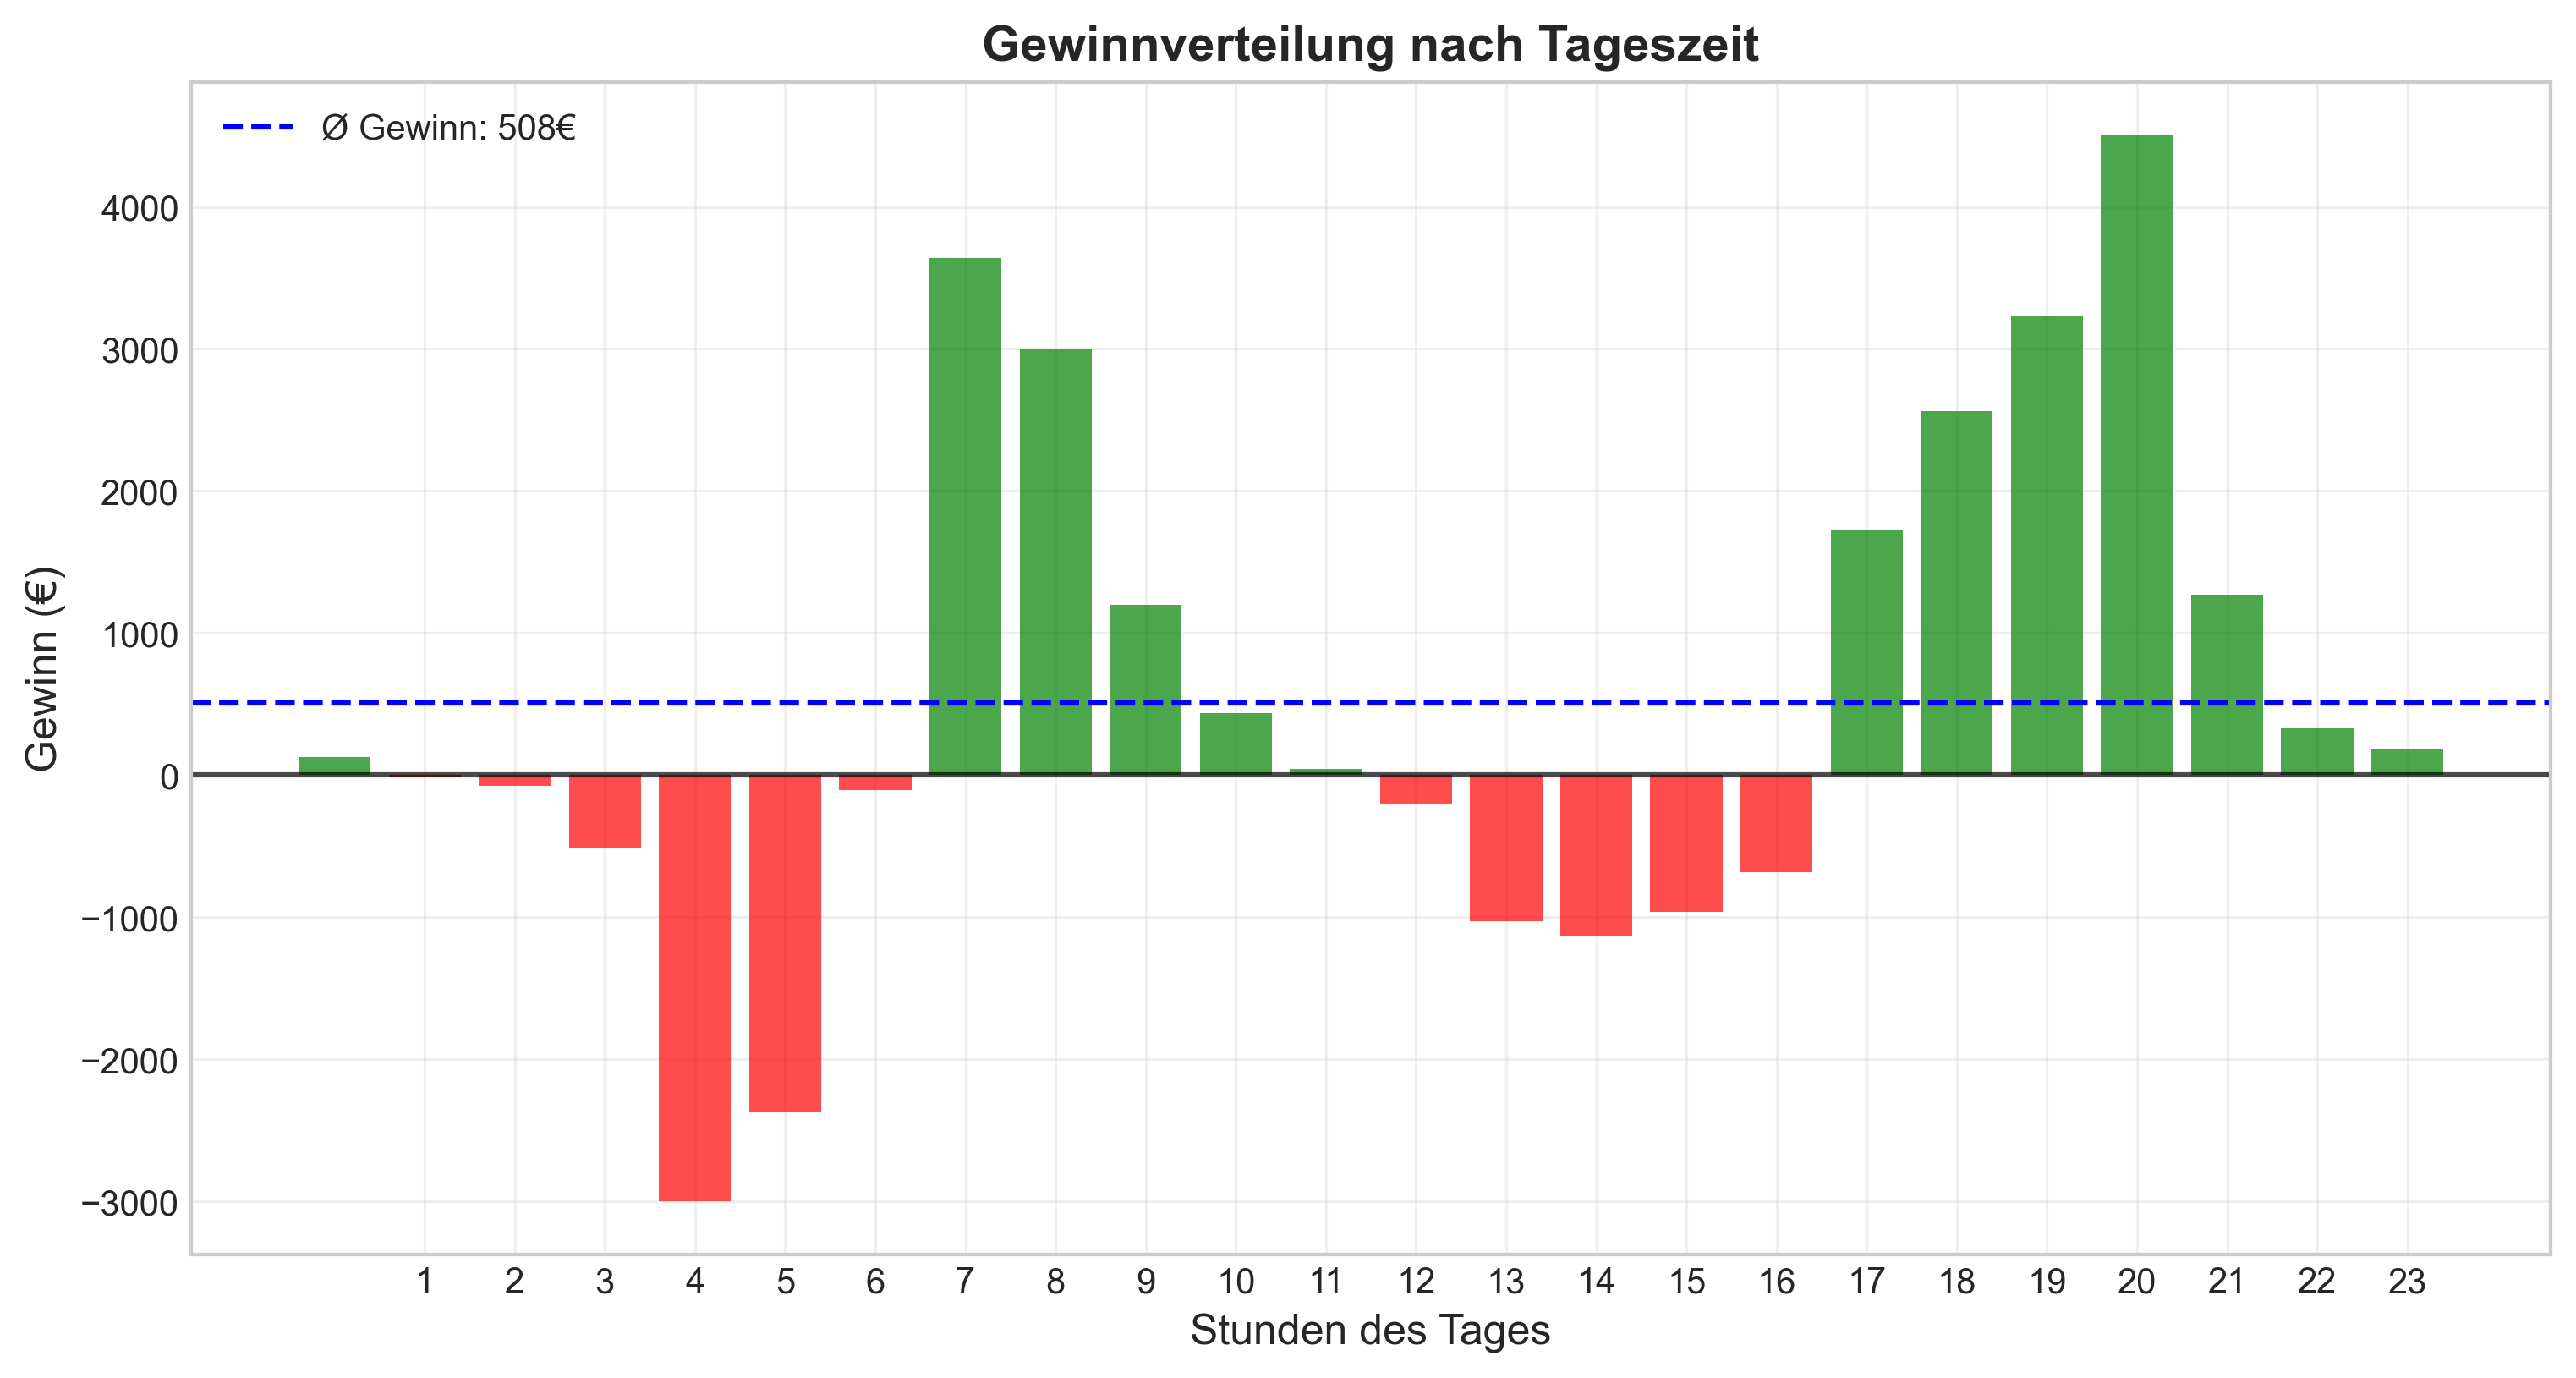 Gewinnverteilung nach Tageszeit
Ø Gewinn: 508€
Gewinn (€)
4000
3000
2000
1000
0
−1000
−2000
−3000
1 2 3 4 5 6 7 8 9 10 11 12 13 14 15 16 17 18 19 20 21 22 23
Stunden des Tages